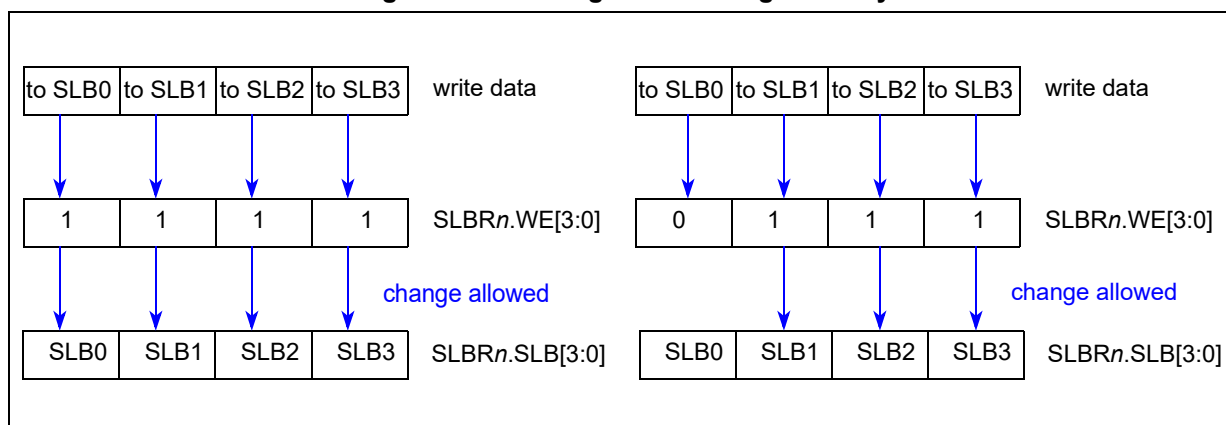 to SLB0 to SLB1 to SLB2 to SLB3 write data
1 1 1 1 SLBRn.WE[3:0]
change allowed
SLB0 SLB1 SLB2 SLB3 SLBRn.SLB[3:0]
to SLB0 to SLB1 to SLB2 to SLB3 write data
0 1 1 1 SLBRn.WE[3:0]
change allowed
SLB0 SLB1 SLB2 SLB3 SLBRn.SLB[3:0]